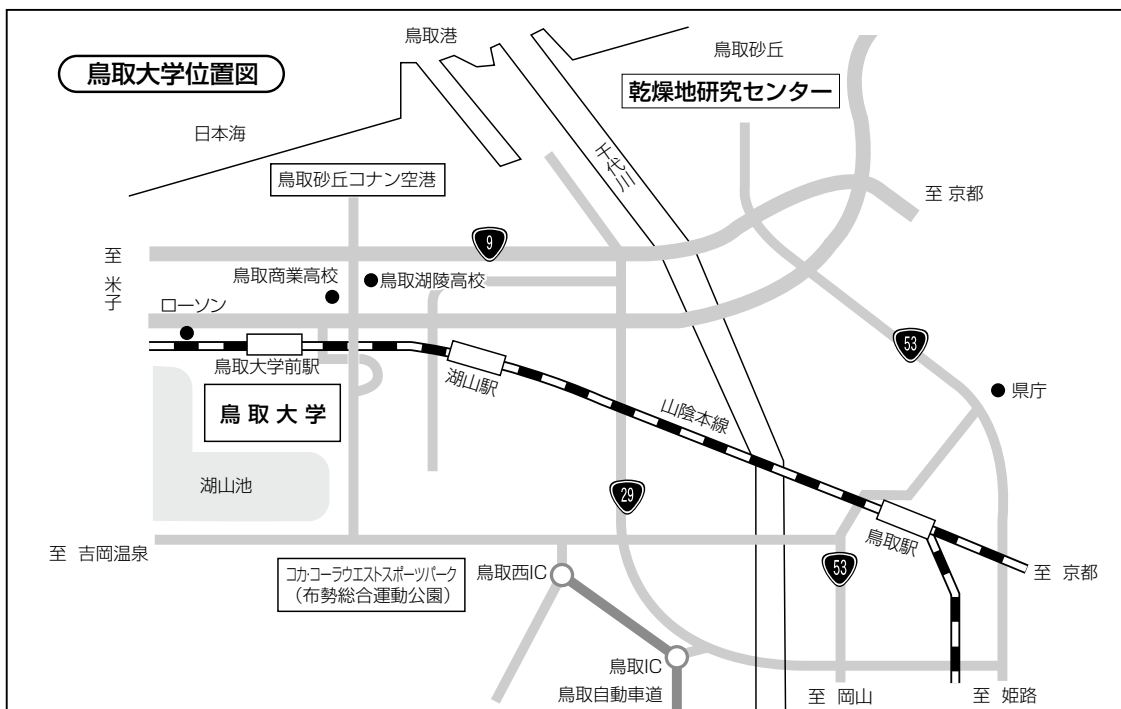 鳥取大学位置図
鳥取港
鳥取砂丘
乾燥地研究センター
日本海
千代川
鳥取砂丘コナン空港
至 京都
9
至 米子
鳥取商業高校
鳥取湖陵高校
ローソン
53
鳥取大学前駅
湖山駅
県庁
鳥取大学
山陰本線
湖山池
29
鳥取駅
至 吉岡温泉
コカ・コーラウエストスポーツパーク
（布勢総合運動公園）
鳥取西IC
53
至 京都
鳥取IC
鳥取自動車道
至 岡山
至 姫路